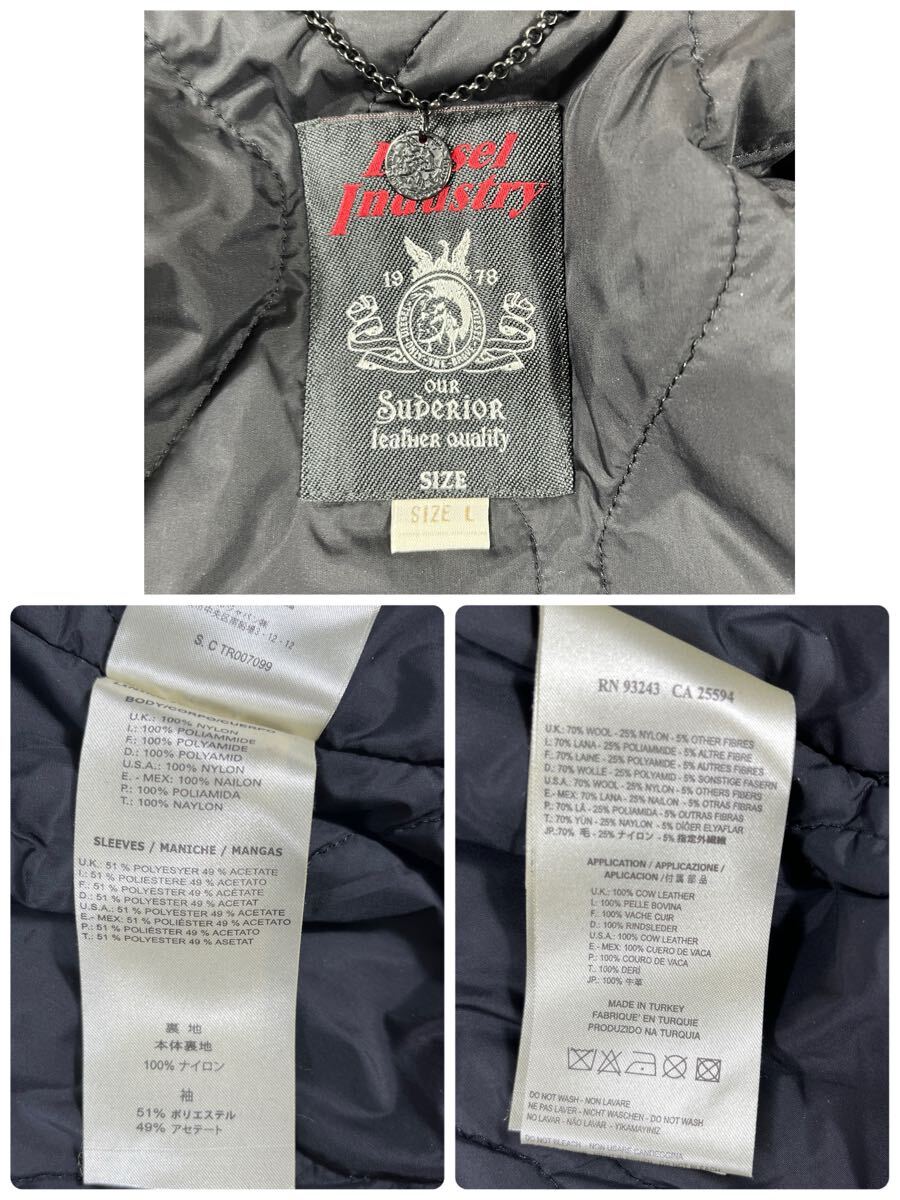 Industry
19 78
OUR
SUPERIOR
leather quality
SIZE
SIZE L
S. C TR007099
BODY/CORPO/CUERPO
U.K.: 100% NYLON
I.: 100% POLIAMMIDE
F.: 100% POLYAMIDE
D.: 100% POLYAMID
U.S.A.: 100% NYLON
E. - MEX: 100% NAILON
P.: 100% POLIAMIDA
T.: 100% NAYLON
SLEEVES / MANICHE / MANGAS
U.K.: 51 % POLYESYER 49 % ACETATE
I.: 51 % POLIESTERE 49 % ACETATO
F.: 51 % POLYESTER 49 % ACÉTATE
D.: 51 % POLYESTER 49 % ACETAT
U.S.A.: 51 % POLYESTER 49 % ACETATE
E. - MEX: 51 % POLIÉSTER 49 % ACETATO
P.: 51 % POLIÉSTER 49 % ACETATO
T.: 51 % POLYESTER 49 % ASETAT
裏 地
本体裏地
100% ナイロン
袖
51% ポリエステル
49% アセテート
RN 93243 CA 25594
U.K.: 70% WOOL - 25% NYLON - 5% OTHER FIBRES
I.: 70% LANA - 25% POLIAMMIDE - 5% ALTRE FIBRE
F.: 70% LAINE - 25% POLYAMIDE - 5% AUTRES FIBRES
D.: 70% WOLLE - 25% POLYAMID - 5% SONSTIGE FASERN
U.S.A.: 70% WOOL - 25% NYLON - 5% OTHERS FIBERS
E.- MEX: 70% LANA - 25% NAILON - 5% OTRAS FIBRAS
P.: 70% LÃ - 25% POLIAMIDA - 5% OUTRAS FIBRAS
T.: 70% YÜN - 25% NAYLON - 5% DİĞER ELYAFLAR
JP.:70% 毛 - 25% ナイロン - 5% 指定外繊維
APPLICATION / APPLICAZIONE /
APLICACION /付属部品
U.K.: 100% COW LEATHER
I.: 100% PELLE BOVINA
F.: 100% VACHE CUIR
D.: 100% RINDSLEDER
U.S.A.: 100% COW LEATHER
E - MEX: 100% CUERO DE VACA
P.: 100% COURO DE VACA
T.: 100% DERİ
JP.: 100% 牛革
MADE IN TURKEY
FABRIQUE' EN TURQUIE
PRODUZIDO NA TURQUIA
DO NOT WASH - NON LAVARE
NE PAS LAVER - NICHT WASCHEN - DO NOT WASH
NO LAVAR - NÃO LAVAR - YIKAMAYINIZ